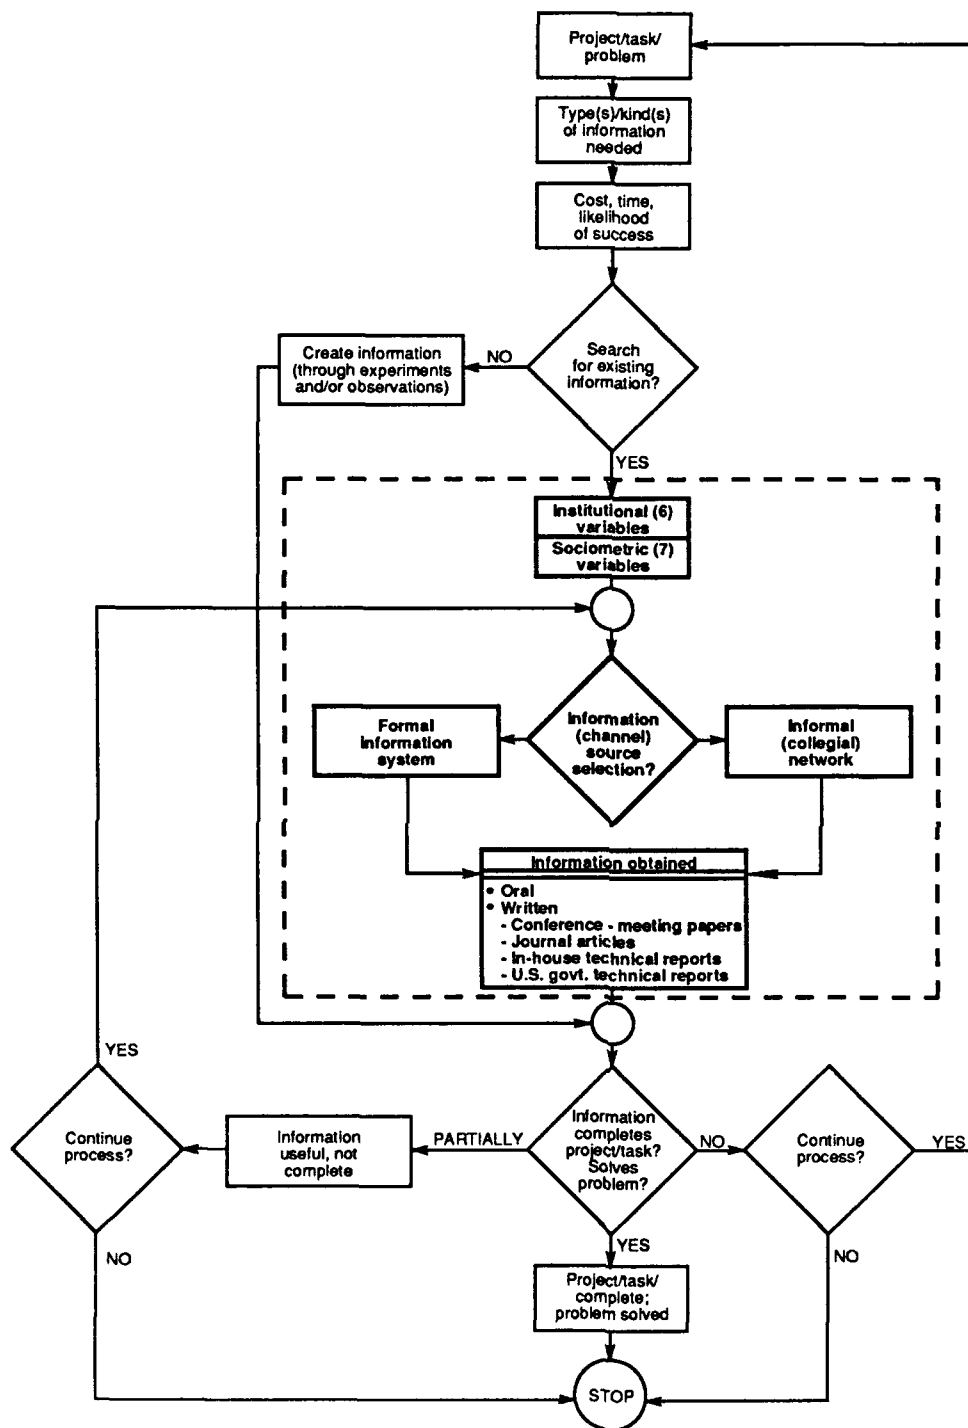 Project/task/
problem
Type(s)/kind(s)
of information
needed
Cost, time,
likelihood
of success
Search
for existing
information?
NO
Create information
(through experiments
and/or observations)
YES
Institutional (6)
variables
Sociometric (7)
variables
Formal
information
system
Information
(channel)
source
selection?
Informal
(collegial)
network
Information obtained
• Oral
• Written
- Conference - meeting papers
- Journal articles
- In-house technical reports
- U.S. govt. technical reports
YES
Continue
process?
NO
Information
useful, not
complete
PARTIALLY
Information
completes
project/task?
Solves
problem?
NO
Continue
process?
YES
NO
YES
Project/task/
complete;
problem solved
STOP